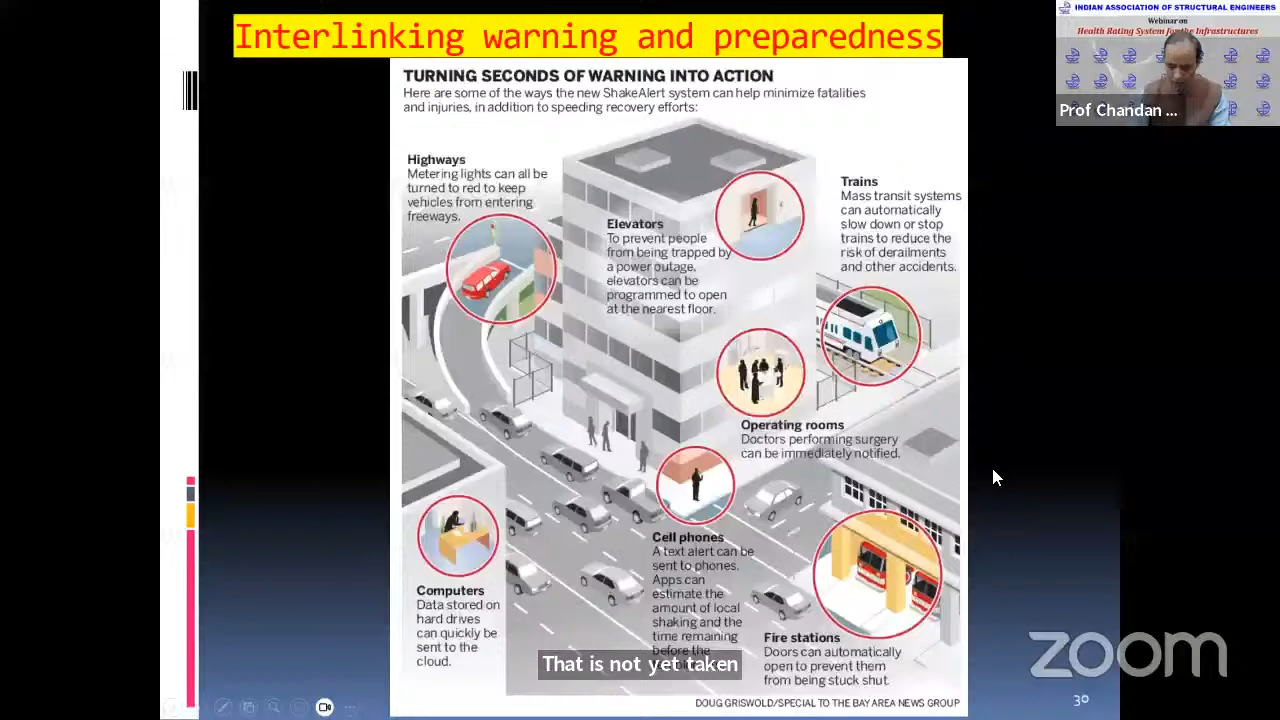 Interlinking warning and preparedness
INDIAN ASSOCIATION OF STRUCTURAL ENGINEERS
Webinar on
Health Rating System for the Infrastructures
Prof Chandan ...
TURNING SECONDS OF WARNING INTO ACTION
Here are some of the ways the new ShakeAlert system can help minimize fatalities
and injuries, in addition to speeding recovery efforts:
Highways
Metering lights can all be
turned to red to keep
vehicles from entering
freeways.
Elevators
To prevent people
from being trapped by
a power outage,
elevators can be
programmed to open
at the nearest floor.
Trains
Mass transit systems
can automatically
slow down or stop
trains to reduce the
risk of derailments
and other accidents.
Operating rooms
Doctors performing surgery
can be immediately notified.
Computers
Data stored on
hard drives
can quickly be
sent to the
cloud.
Cell phones
A text alert can be
sent to phones.
Apps can
estimate the
amount of local
shaking and the
time remaining
before the
That is not yet taken
Fire stations
Doors can automatically
open to prevent them
from being stuck shut.
DOUG GRISWOLD/SPECIAL TO THE BAY AREA NEWS GROUP
zoom
30